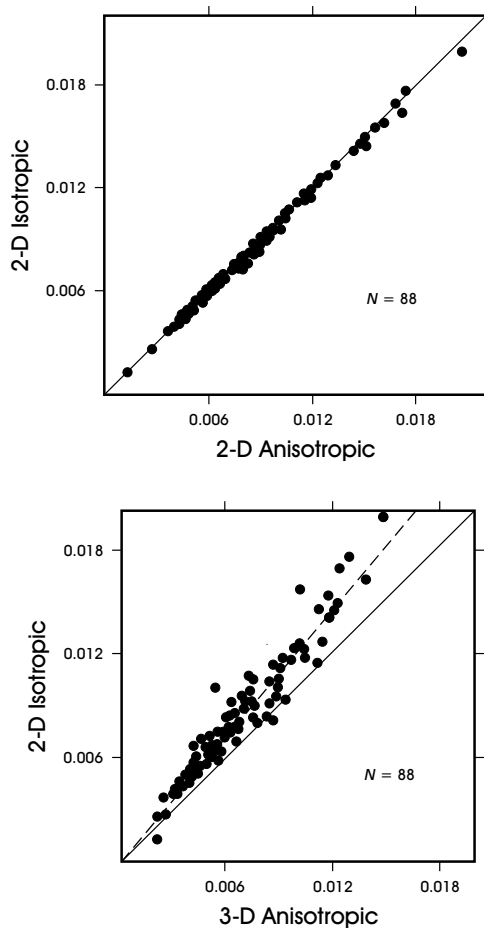 0.018
0.012
0.006
2-D Isotropic
N = 88
0.006 0.012 0.018
2-D Anisotropic
0.018
0.012
0.006
2-D Isotropic
N = 88
0.006 0.012 0.018
3-D Anisotropic